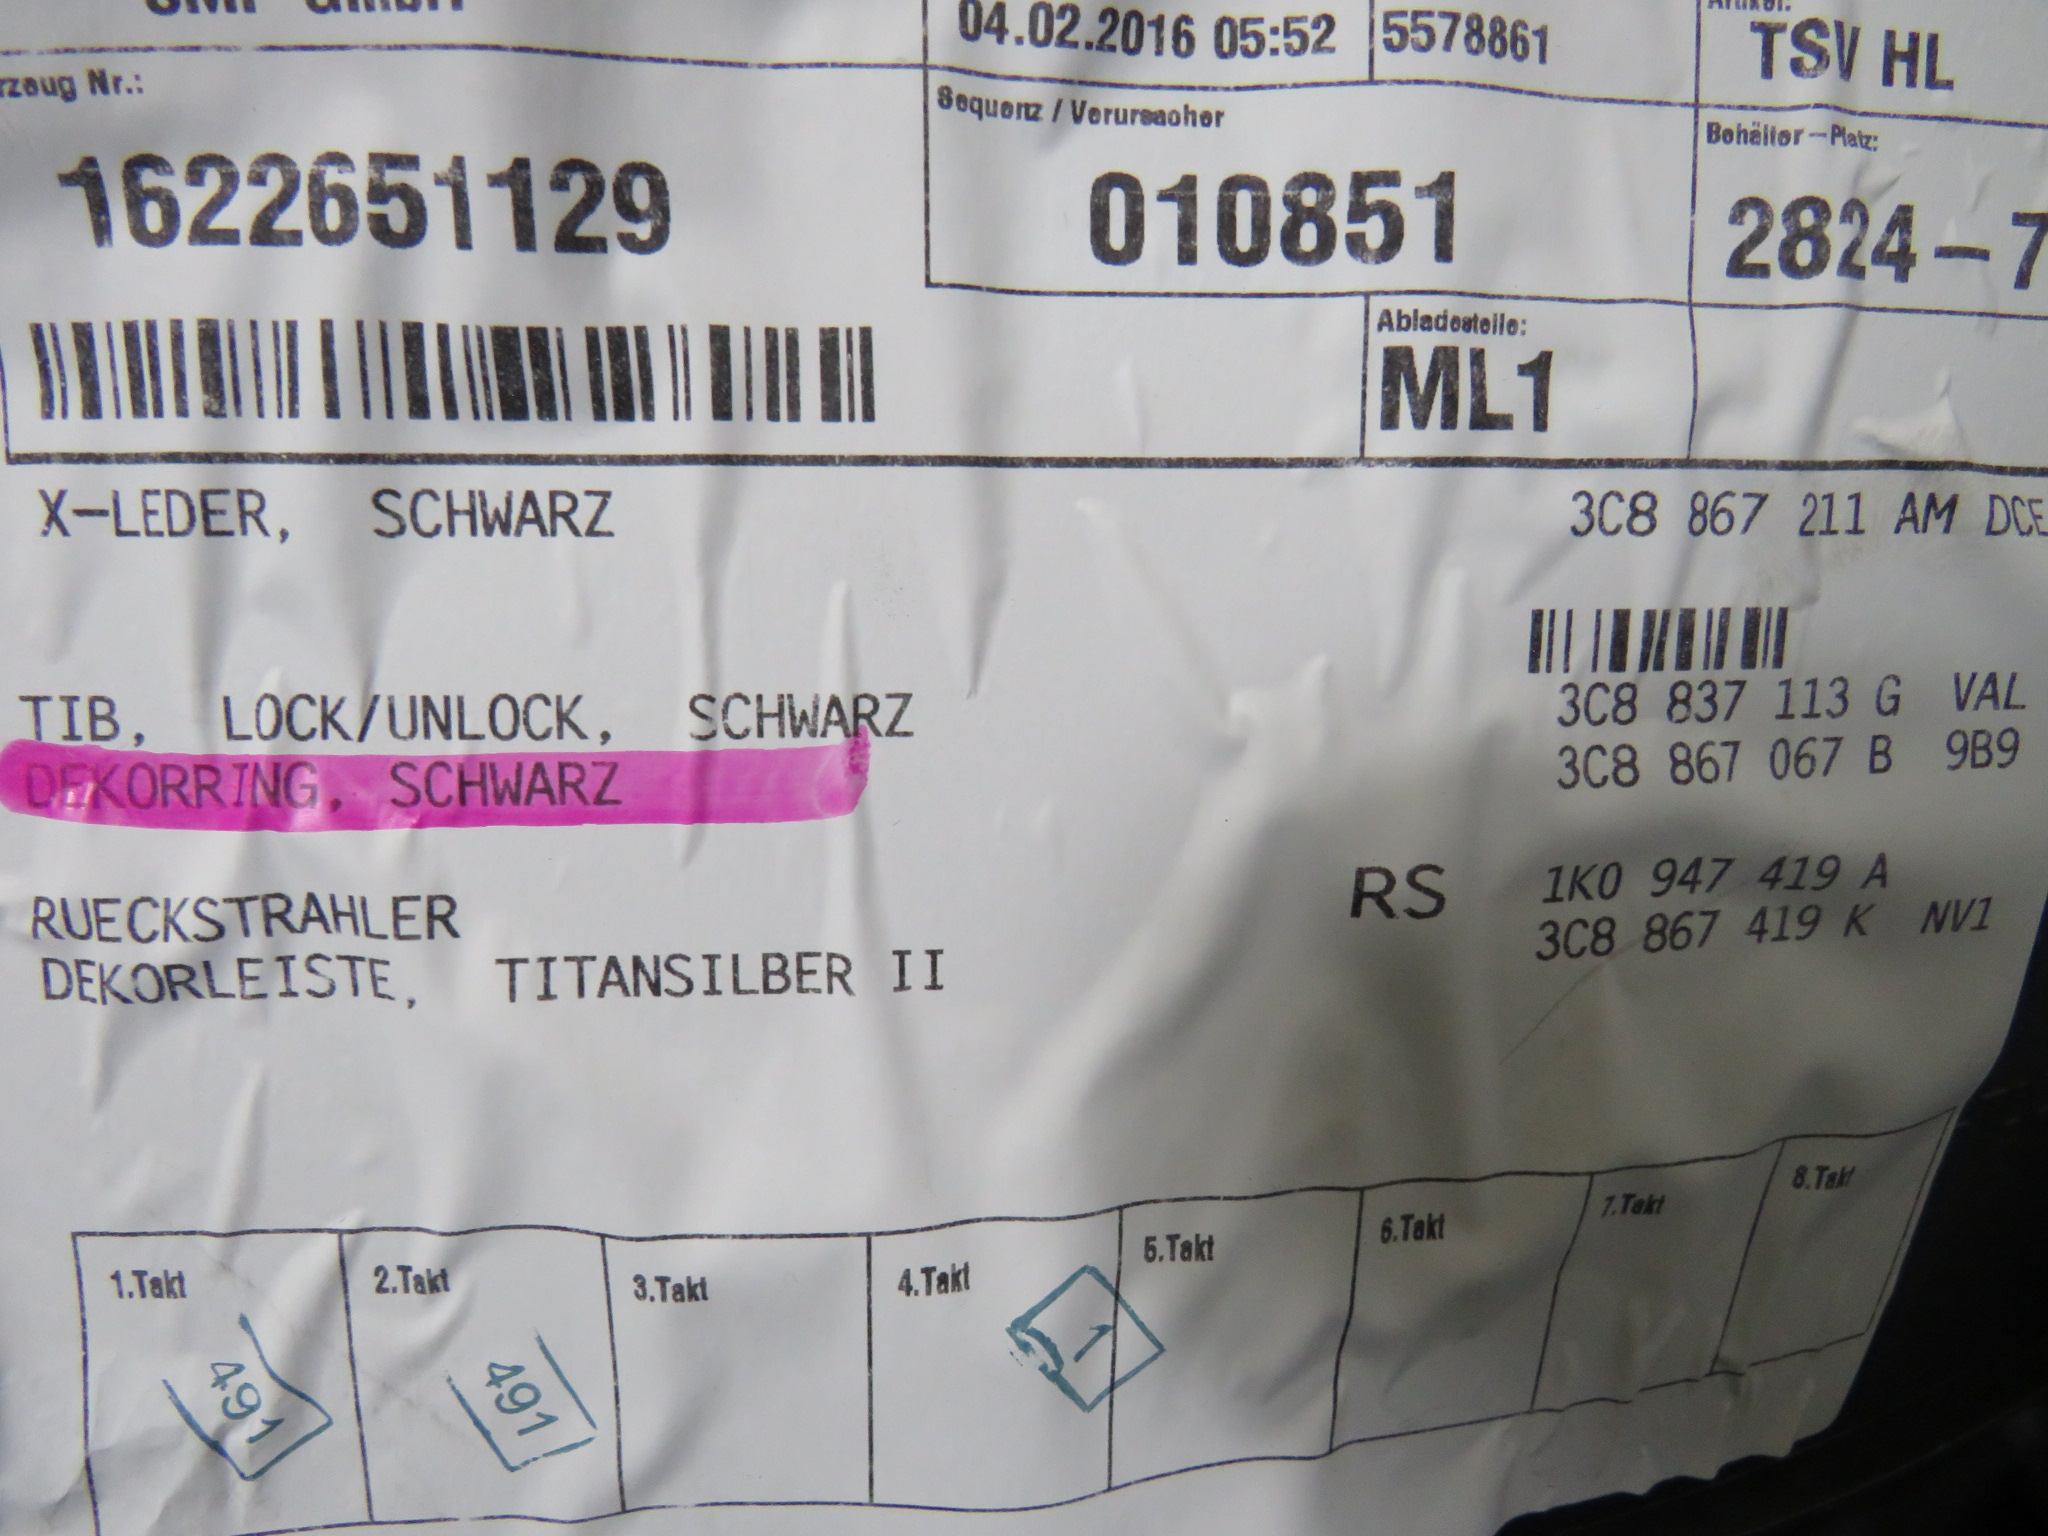 GmbH
04.02.2016 05:52
5578861
Artikel:
TSV HL
Nr.:
1622651129
Sequenz / Verursacher
010851
Behälter-Platz:
2824-7
Abladestelle:
ML1
X-LEDER, SCHWARZ 3C8 867 211 AM DCE
TIB, LOCK/UNLOCK, SCHWARZ 3C8 837 113 G VAL
DEKORRING, SCHWARZ 3C8 867 067 B 9B9
RUECKSTRAHLER RS 1K0 947 419 A
DEKORLEISTE, TITANSILBER II 3C8 867 419 K NV1
1.Takt 2.Takt 3.Takt 4.Takt 5.Takt 6.Takt 7.Takt 8.Takt
491 491 1